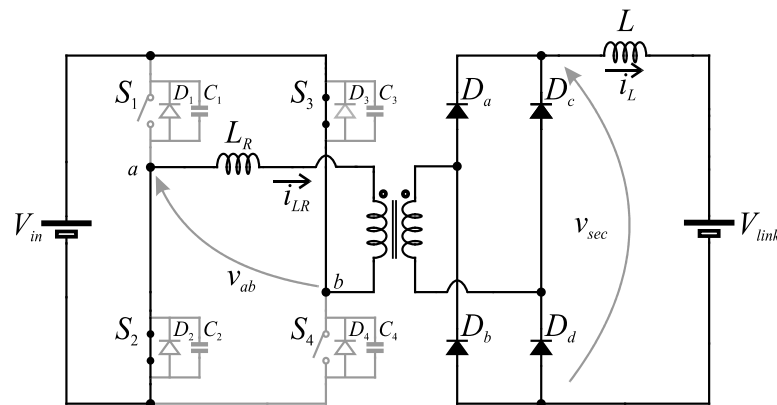 L
S1 D1 C1 S3 D3 C3 Da Dc iL
LR
a
iLR
Vin vsec Vlink
vab b
S2 D2 C2 S4 D4 C4 Db Dd